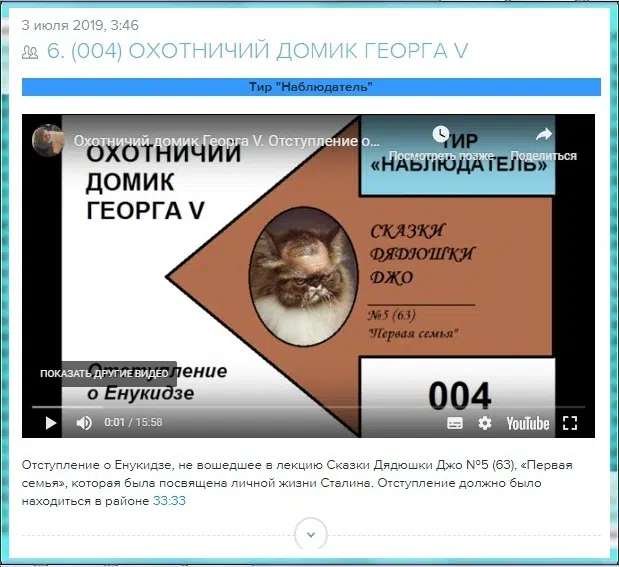 3 июля 2019, 3:46
6. (004) ОХОТНИЧИЙ ДОМИК ГЕОРГА V
Тир "Наблюдатель"
Охотничий домик Георга V. Отступление о...
Посмотреть позже
Поделиться
ОХОТНИЧИЙ
ДОМИК
ГЕОРГА V
ТИР
«НАБЛЮДАТЕЛЬ»
СКАЗКИ
ДЯДЮШКИ
ДЖО
№5 (63)
"Первая семья"
ПОКАЗАТЬ ДРУГИЕ ВИДЕО
Отступление
о Енукидзе
004
0:01 / 15:58
YouTube
Отступление о Енукидзе, не вошедшее в лекцию Сказки Дядюшки Джо №5 (63), «Первая
семья», которая была посвящена личной жизни Сталина. Отступление должно было
находиться в районе 33:33